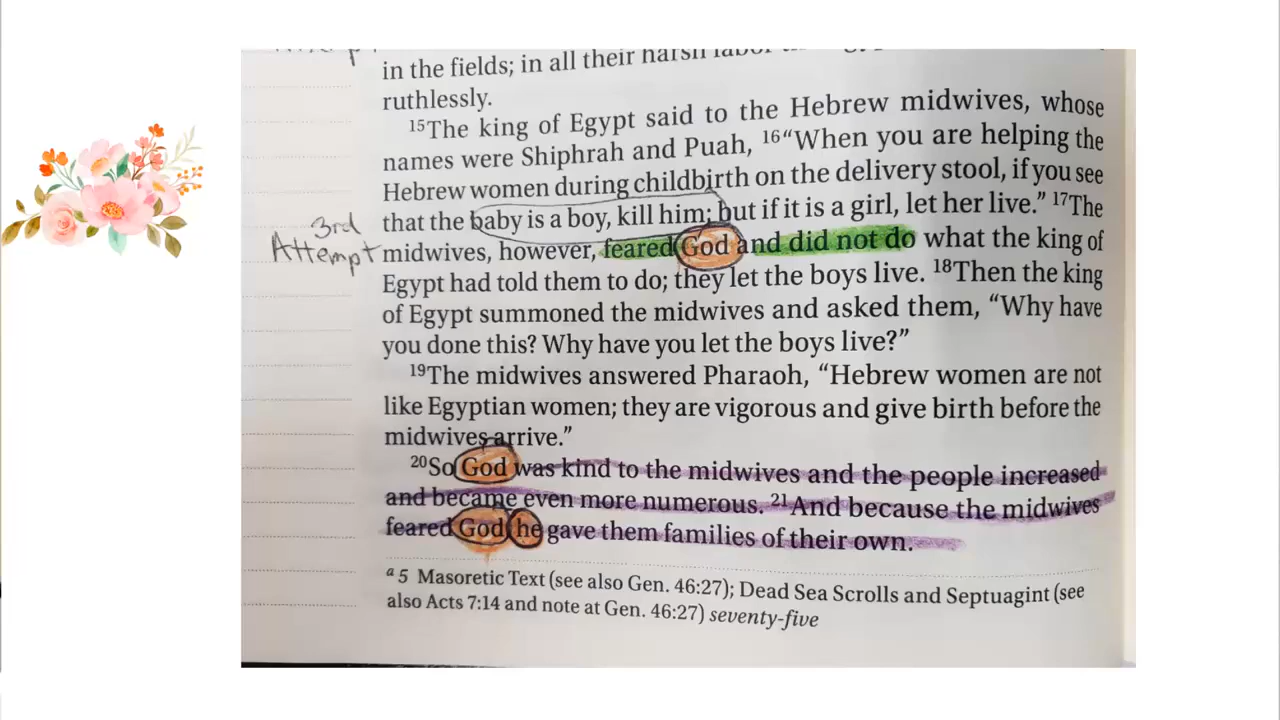 in the fields; in all their harsh labor
ruthlessly.
15The king of Egypt said to the Hebrew midwives, whose
names were Shiphrah and Puah, 16“When you are helping the
Hebrew women during childbirth on the delivery stool, if you see
3rd
that the baby is a boy, kill him; but if it is a girl, let her live.” 17The
Attempt
midwives, however, feared God and did not do what the king of
Egypt had told them to do; they let the boys live. 18Then the king
of Egypt summoned the midwives and asked them, “Why have
you done this? Why have you let the boys live?”
19The midwives answered Pharaoh, “Hebrew women are not
like Egyptian women; they are vigorous and give birth before the
midwives arrive.”
20So God was kind to the midwives and the people increased
and became even more numerous. 21And because the midwives
feared God he gave them families of their own.
a 5 Masoretic Text (see also Gen. 46:27); Dead Sea Scrolls and Septuagint (see
also Acts 7:14 and note at Gen. 46:27) seventy-five